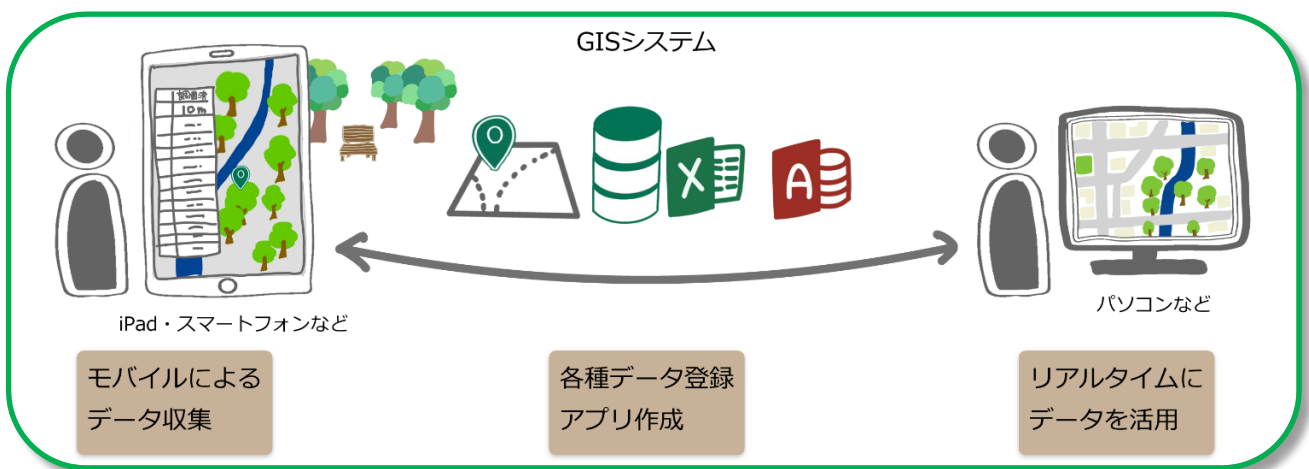 GISシステム
10m
X
A
iPad・スマートフォンなど
パソコンなど
モバイルによる
データ収集
各種データ登録
アプリ作成
リアルタイムに
データを活用